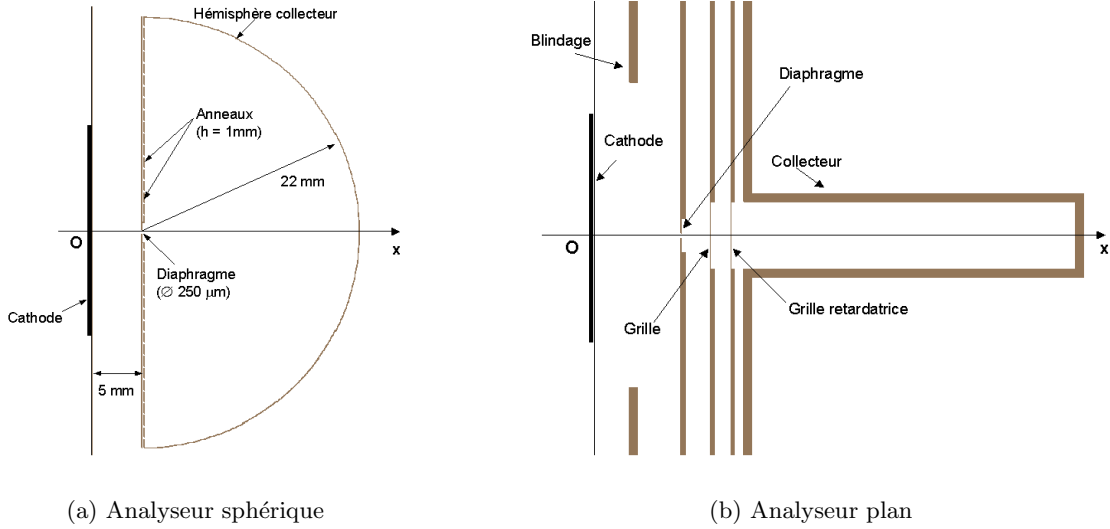 Hémisphère collecteur
Anneaux
(h = 1mm)
22 mm
O
x
Diaphragme
(∅ 250 µm)
Cathode
5 mm
(a) Analyseur sphérique
Blindage
Diaphragme
Cathode
Collecteur
O
x
Grille
Grille retardatrice
(b) Analyseur plan